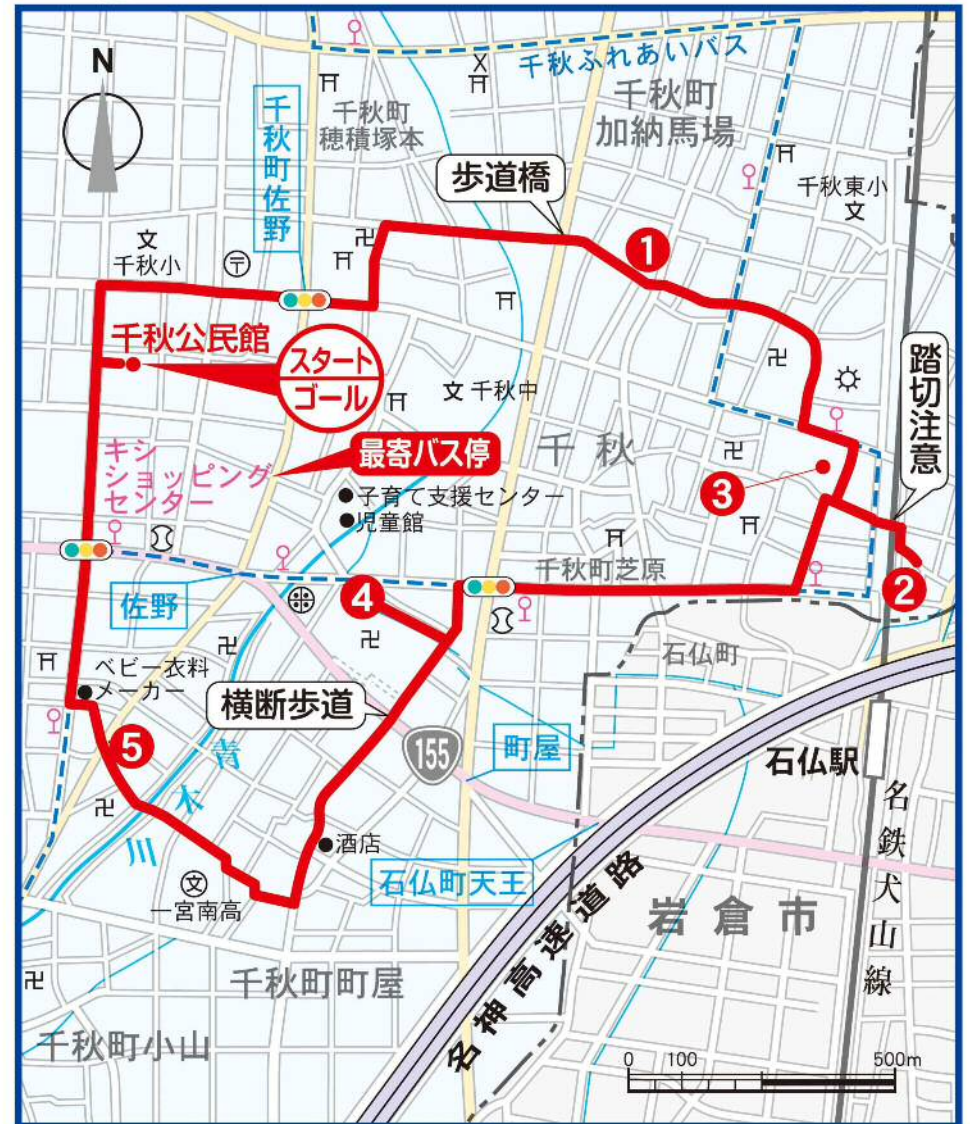 千秋ふれあいバス
N
千秋町
穂積塚本
千秋町
加納馬場
千秋町佐野
歩道橋
千秋東小
文
文
千秋小
〒
1
千秋公民館
スタート
ゴール
文 千秋中
踏切注意
キシ
ショッピング
センター
最寄バス停
千秋
3
子育て支援センター
児童館
千秋町芝原
2
佐野
4
石仏町
ベビー衣料
メーカー
横断歩道
5
155
町屋
石仏駅
青木川
酒店
石仏町天王
文
一宮南高
名鉄犬山線
岩倉市
名神高速道路
千秋町町屋
千秋町小山
0 100 500m